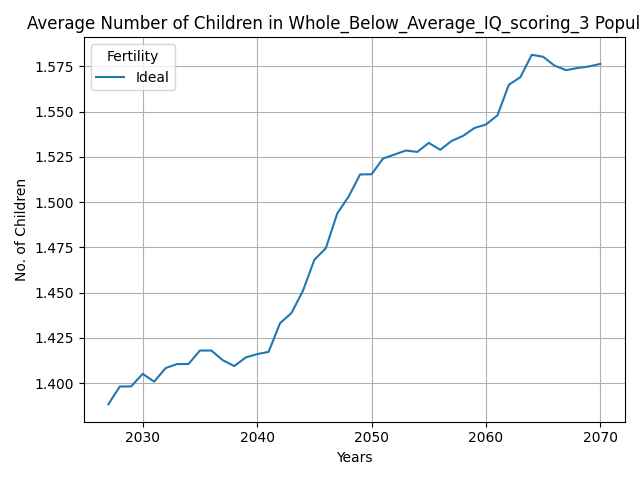 Average Number of Children in Whole_Below_Average_IQ_scoring_3 Popul
Fertility
Ideal
No. of Children
1.575
1.550
1.525
1.500
1.475
1.450
1.425
1.400
2030 2040 2050 2060 2070
Years